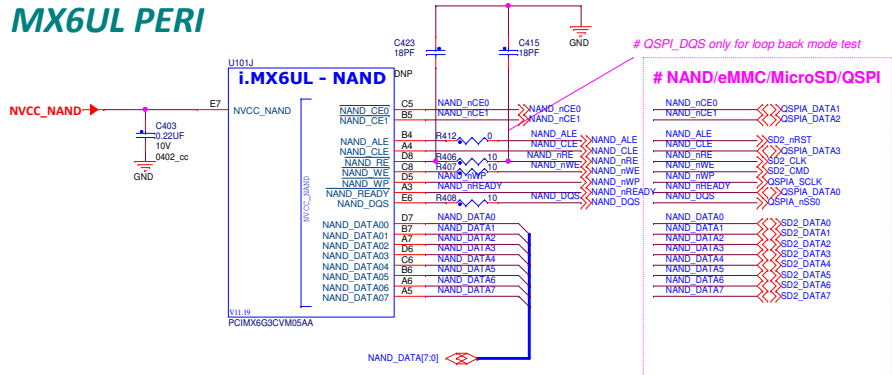 MX6UL PERI
C423
18PF
C415
18PF
GND
# QSPI_DQS only for loop back mode test
U101J
DNP
i.MX6UL - NAND
# NAND/eMMC/MicroSD/QSPI
NVCC_NAND
E7
NVCC_NAND
NAND_CE0
C5
NAND_nCE0
NAND_nCE0
NAND_nCE0
QSPIA_DATA1
NAND_CE1
B5
NAND_nCE1
NAND_nCE1
NAND_nCE1
QSPIA_DATA2
C403
0.22UF
10V
0402_cc
GND
NAND_ALE
B4
R412
0
NAND_ALE
NAND_ALE
NAND_ALE
SD2_nRST
NAND_CLE
A4
NAND_CLE
NAND_CLE
NAND_CLE
QSPIA_DATA3
NAND_RE
D8
R406
10
NAND_nRE
NAND_nRE
NAND_nRE
SD2_CLK
NAND_WE
C8
R407
10
NAND_nWE
NAND_nWE
NAND_nWE
SD2_CMD
NAND_WP
D5
NAND_nWP
NAND_nWP
NAND_nWP
QSPIA_SCLK
NAND_READY
A3
NAND_nREADY
NAND_nREADY
NAND_nREADY
QSPIA_DATA0
NAND_DQS
E6
R408
10
NAND_DQS
NAND_DQS
NAND_DQS
QSPIA_nSS0
NVCC_NAND
NAND_DATA00
D7
NAND_DATA0
NAND_DATA0
SD2_DATA0
NAND_DATA01
B7
NAND_DATA1
NAND_DATA1
SD2_DATA1
NAND_DATA02
A7
NAND_DATA2
NAND_DATA2
SD2_DATA2
NAND_DATA03
D6
NAND_DATA3
NAND_DATA3
SD2_DATA3
NAND_DATA04
C6
NAND_DATA4
NAND_DATA4
SD2_DATA4
NAND_DATA05
B6
NAND_DATA5
NAND_DATA5
SD2_DATA5
NAND_DATA06
A6
NAND_DATA6
NAND_DATA6
SD2_DATA6
NAND_DATA07
A5
NAND_DATA7
NAND_DATA7
SD2_DATA7
V11.19
PCIMX6G3CVM05AA
NAND_DATA[7:0]